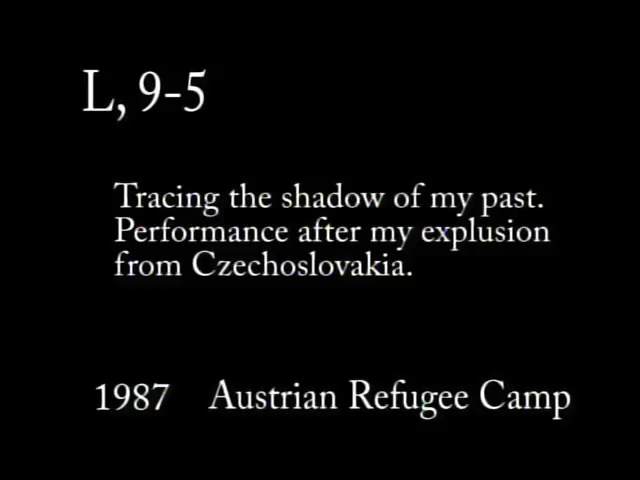 L, 9-5
Tracing the shadow of my past.
Performance after my explusion
from Czechoslovakia.
1987 Austrian Refugee Camp